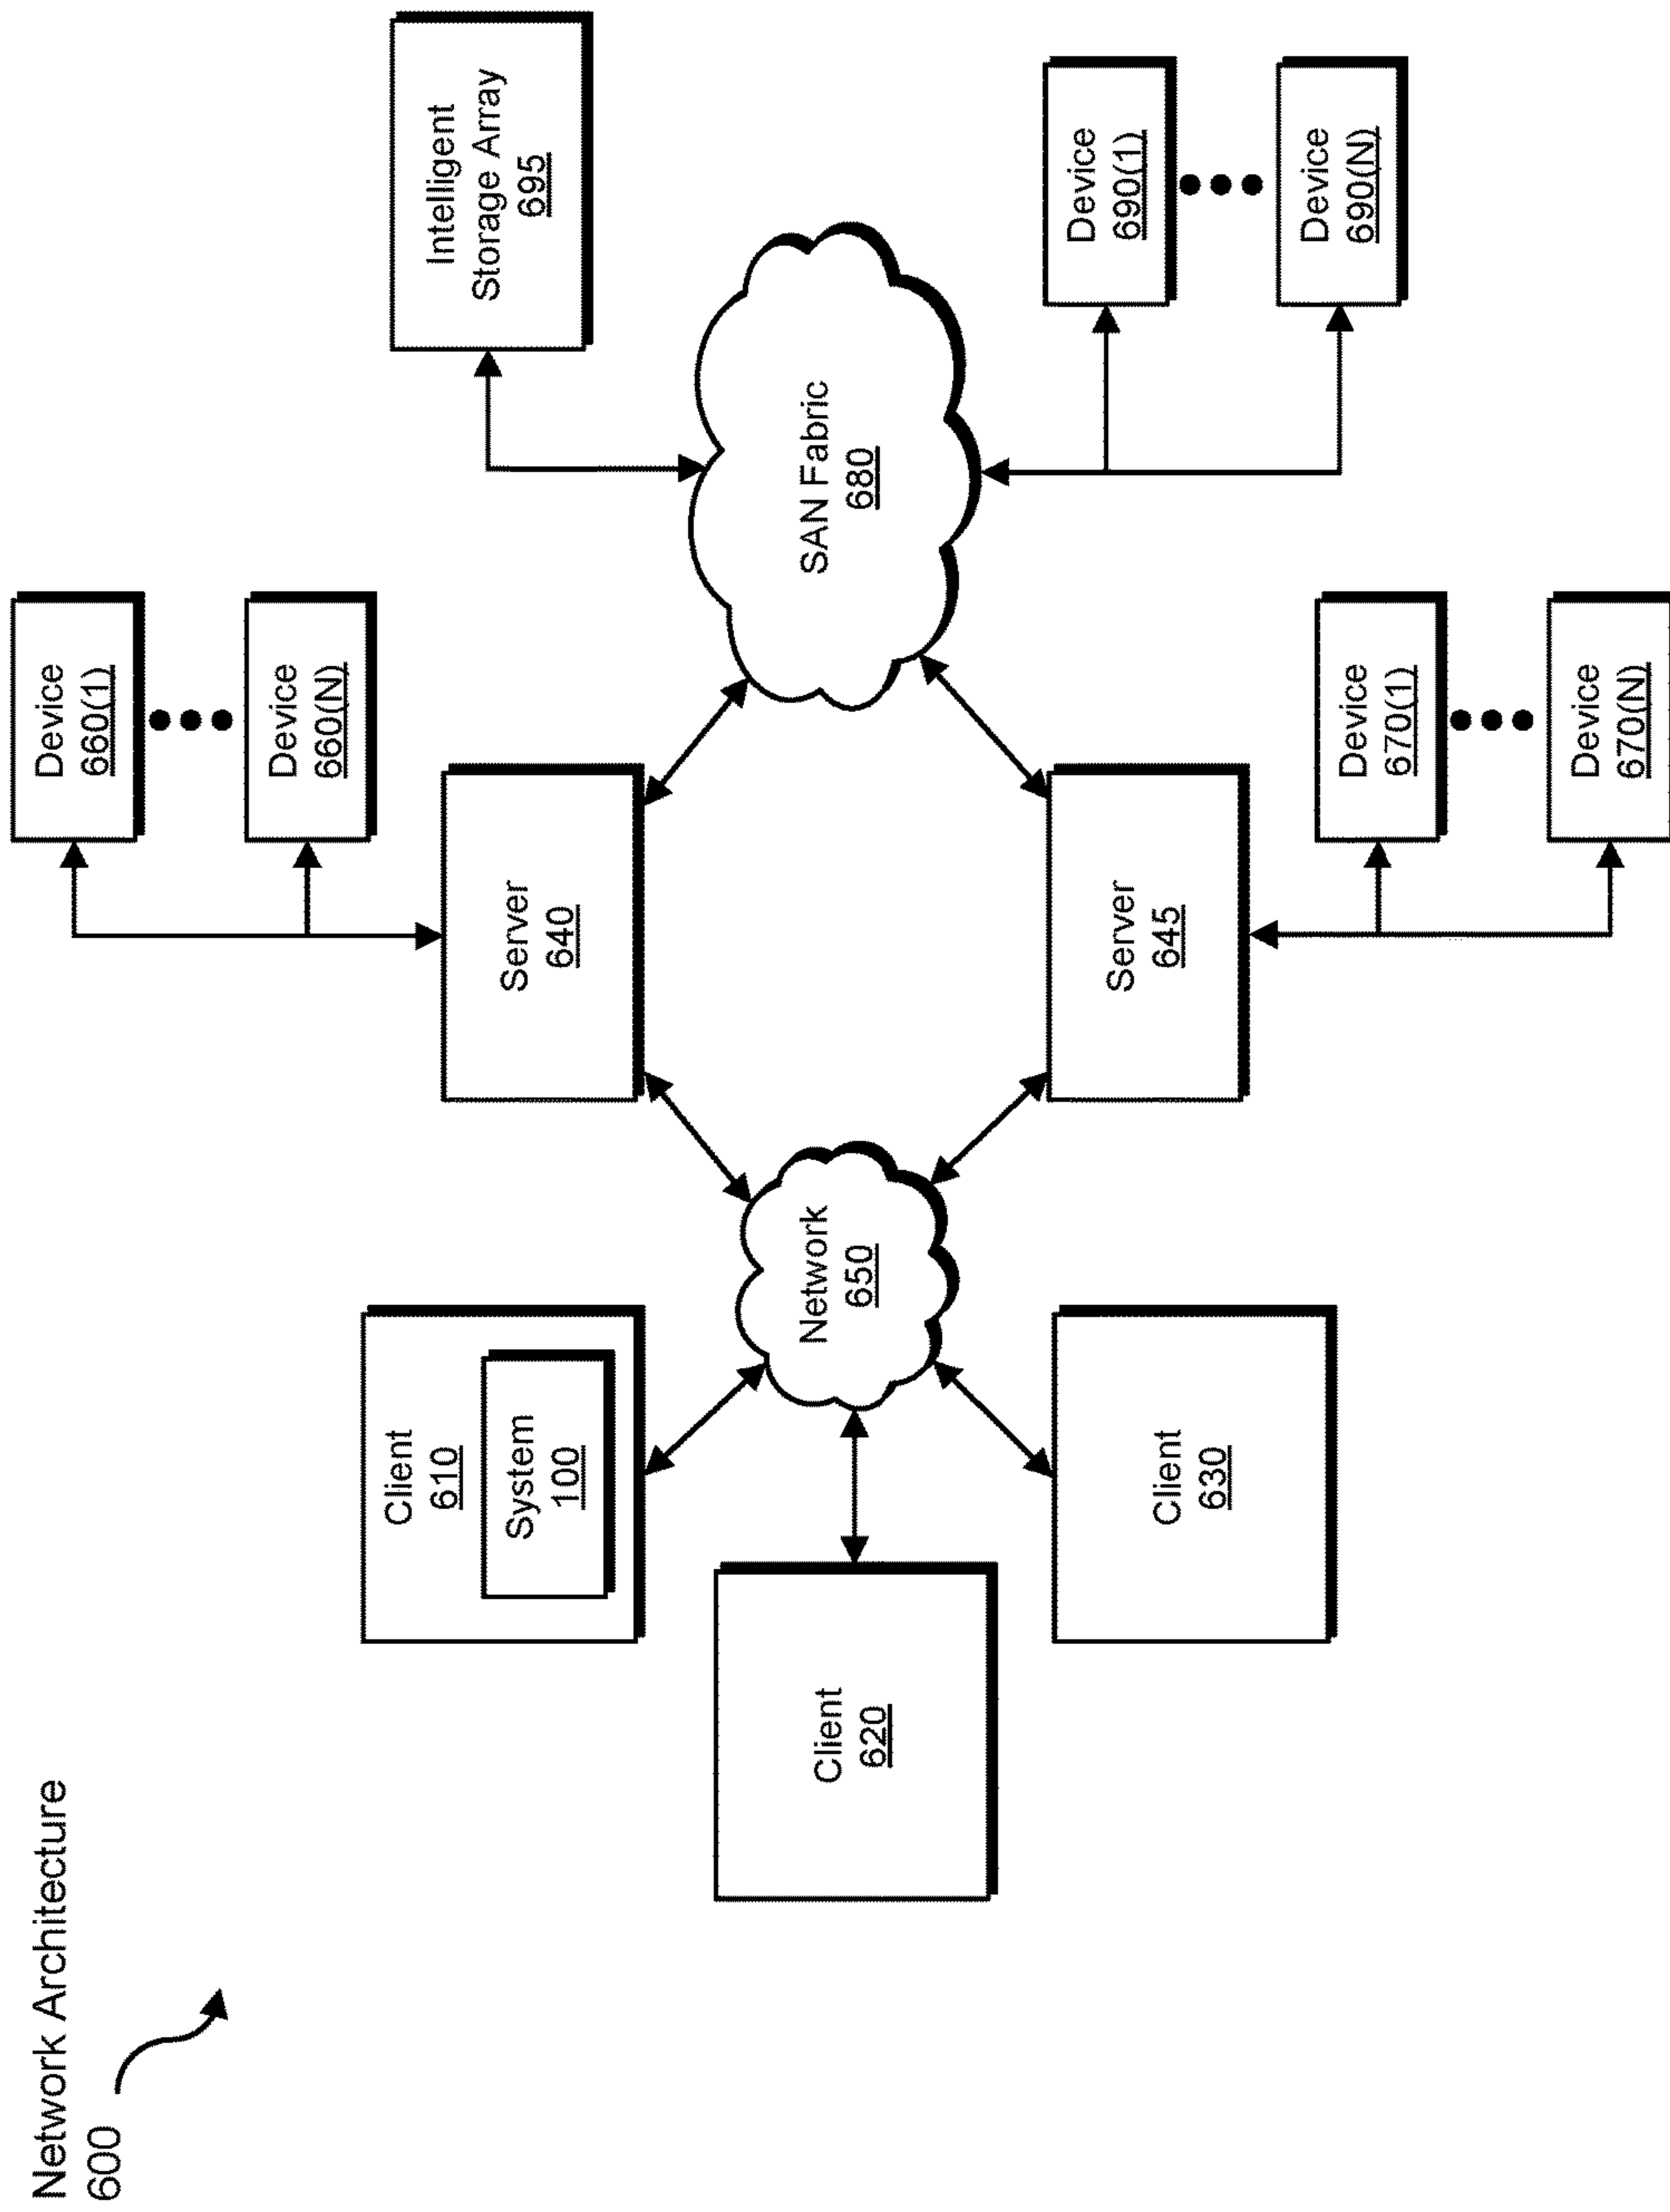 Network Architecture
600
Client
610
System
100
Client
620
Client
630
Network
650
Device
660(1)
Device
660(N)
Server
640
Server
645
Device
670(1)
Device
670(N)
SAN Fabric
680
Intelligent
Storage Array
695
Device
690(1)
Device
690(N)